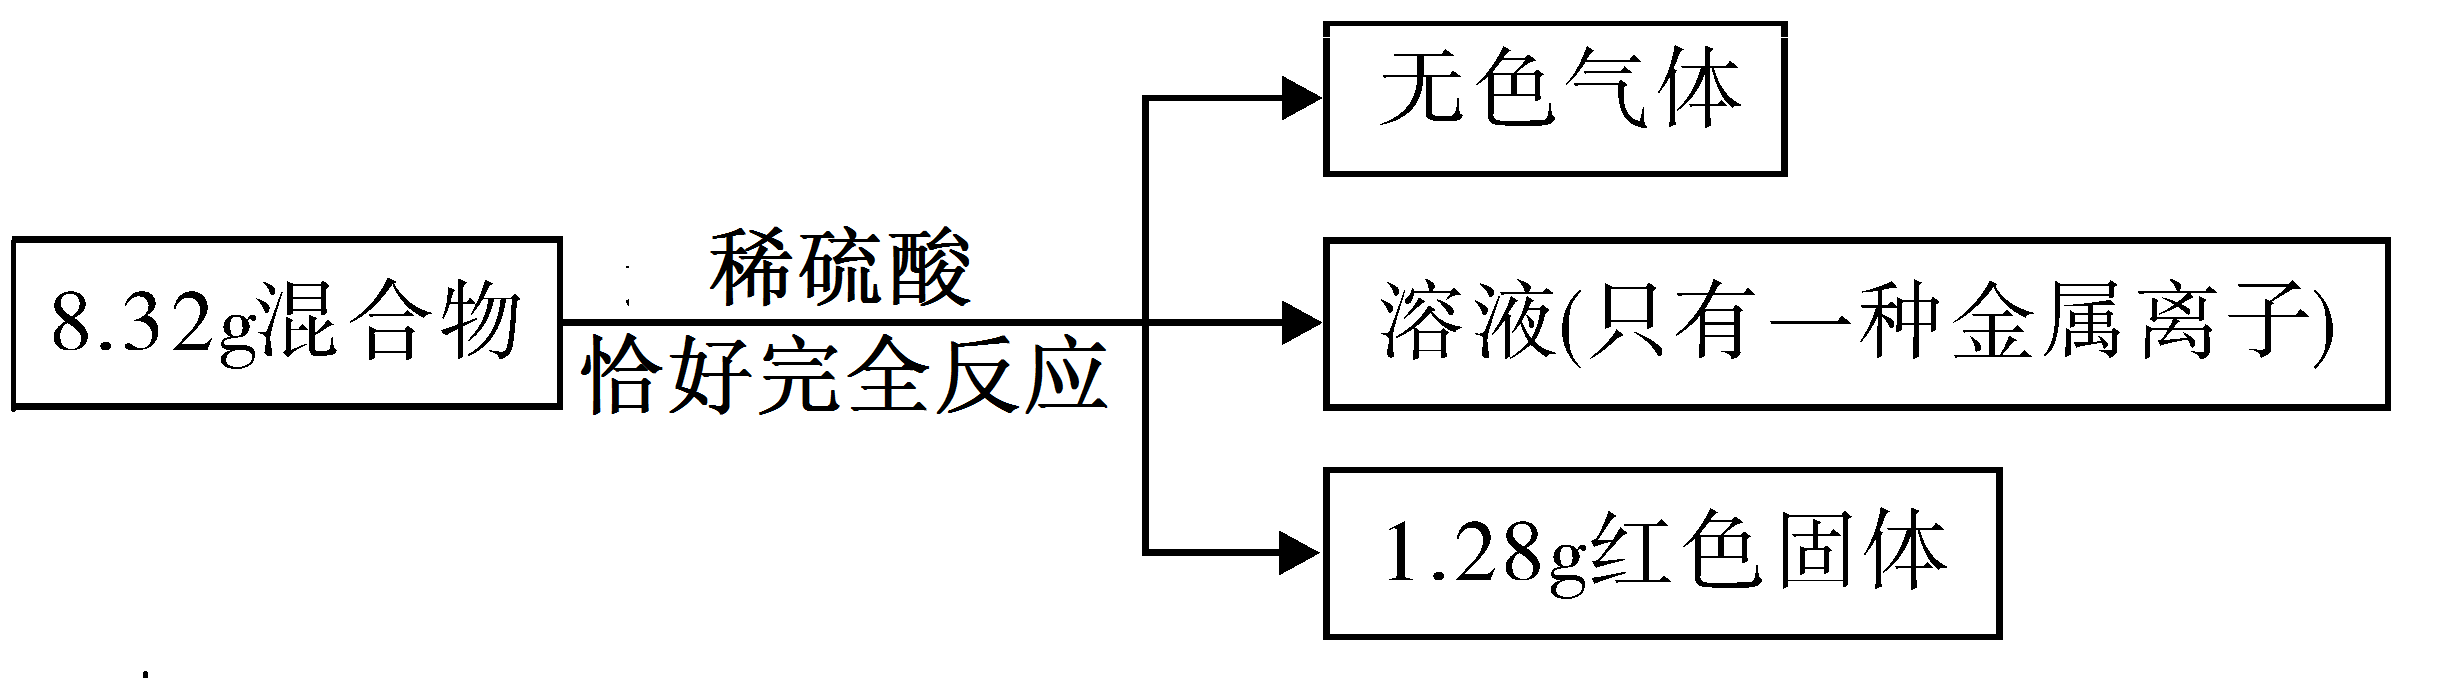 无色气体
8.32g混合物
稀硫酸
恰好完全反应
溶液(只有一种金属离子)
1.28g红色固体